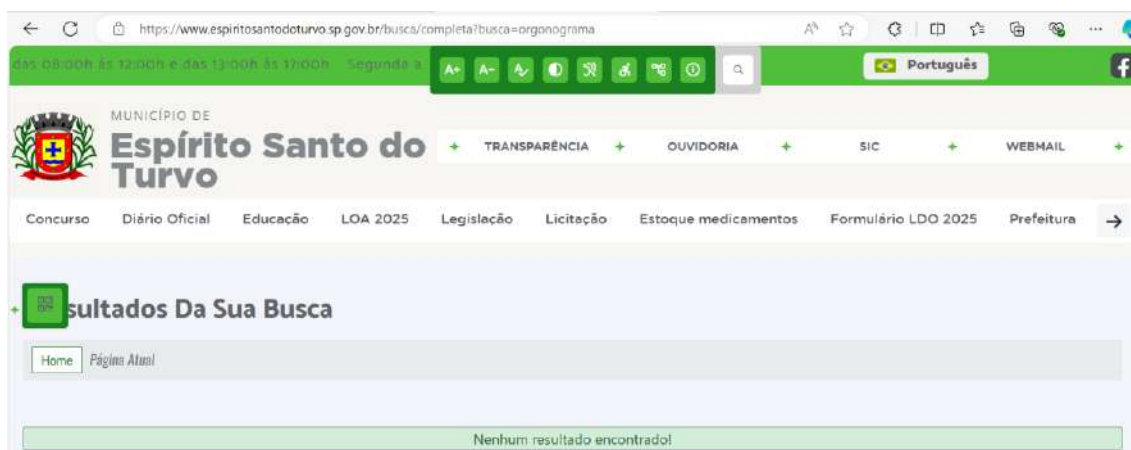 https://www.espiritosantodoturvo.sp.gov.br/busca/completa?busca=orgonograma
das 08:00h às 12:00h e das 13:00h às 17:00h Segunda a
A+ A- Português
MUNICÍPIO DE
Espírito Santo do
Turvo
TRANSPARÊNCIA OUVIDORIA SIC WEBMAIL
Concurso Diário Oficial Educação LOA 2025 Legislação Licitação Estoque medicamentos Formulário LDO 2025 Prefeitura
sultados Da Sua Busca
Home Página Atual
Nenhum resultado encontrado!